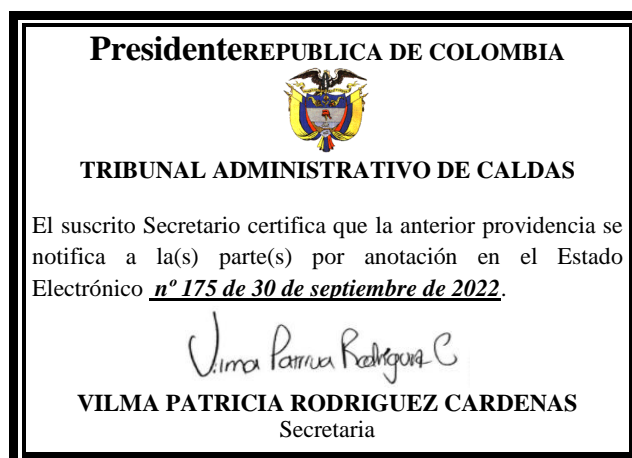 PresidenteREPUBLICA DE COLOMBIA
TRIBUNAL ADMINISTRATIVO DE CALDAS
El suscrito Secretario certifica que la anterior providencia se
notifica a la(s) parte(s) por anotación en el Estado
Electrónico nº 175 de 30 de septiembre de 2022.
Vilma Patricia Rodríguez C
VILMA PATRICIA RODRIGUEZ CARDENAS
Secretaria